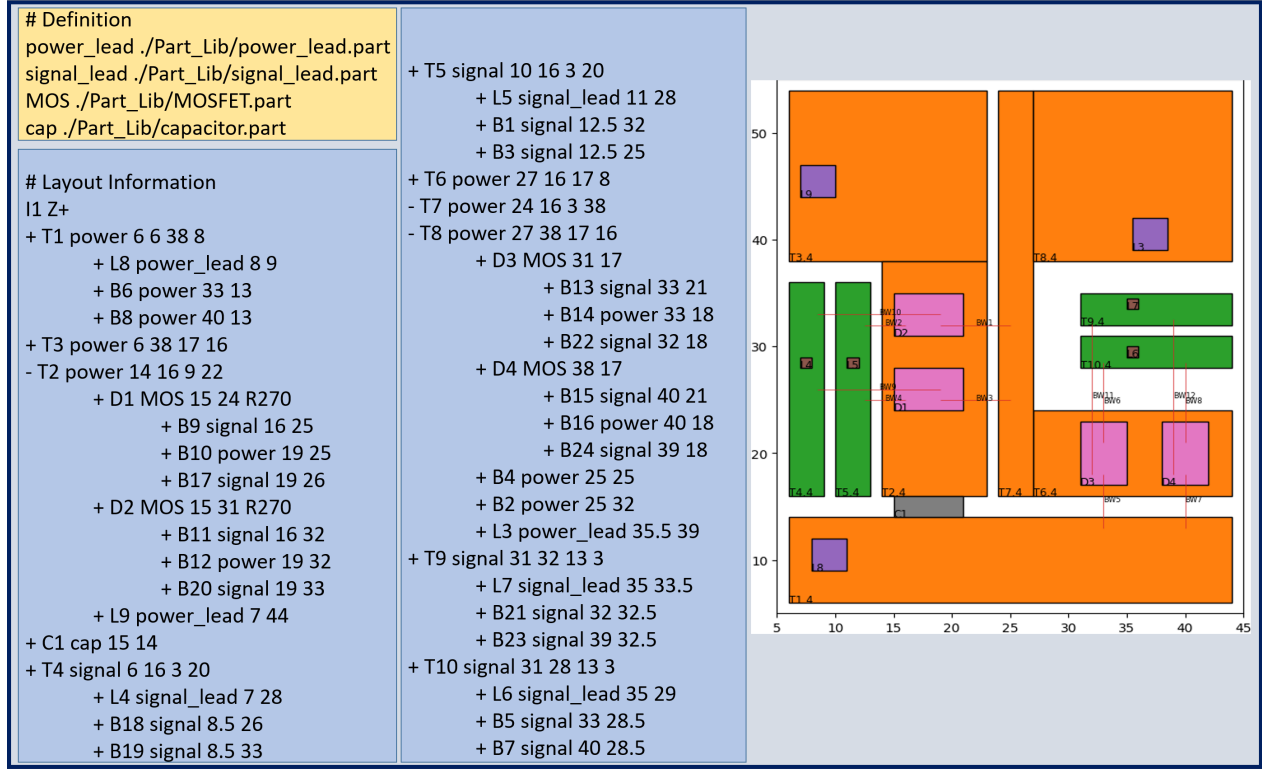 # Definition
power_lead ./Part_Lib/power_lead.part
signal_lead ./Part_Lib/signal_lead.part
MOS ./Part_Lib/MOSFET.part
cap ./Part_Lib/capacitor.part
# Layout Information
I1 Z+
+ T1 power 6 6 38 8
+ L8 power_lead 8 9
+ B6 power 33 13
+ B8 power 40 13
+ T3 power 6 38 17 16
- T2 power 14 16 9 22
+ D1 MOS 15 24 R270
+ B9 signal 16 25
+ B10 power 19 25
+ B17 signal 19 26
+ D2 MOS 15 31 R270
+ B11 signal 16 32
+ B12 power 19 32
+ B20 signal 19 33
+ L9 power_lead 7 44
+ C1 cap 15 14
+ T4 signal 6 16 3 20
+ L4 signal_lead 7 28
+ B18 signal 8.5 26
+ B19 signal 8.5 33
+ T5 signal 10 16 3 20
+ L5 signal_lead 11 28
+ B1 signal 12.5 32
+ B3 signal 12.5 25
+ T6 power 27 16 17 8
- T7 power 24 16 3 38
- T8 power 27 38 17 16
+ D3 MOS 31 17
+ B13 signal 33 21
+ B14 power 33 18
+ B22 signal 32 18
+ D4 MOS 38 17
+ B15 signal 40 21
+ B16 power 40 18
+ B24 signal 39 18
+ B4 power 25 25
+ B2 power 25 32
+ L3 power_lead 35.5 39
+ T9 signal 31 32 13 3
+ L7 signal_lead 35 33.5
+ B21 signal 32 32.5
+ B23 signal 39 32.5
+ T10 signal 31 28 13 3
+ L6 signal_lead 35 29
+ B5 signal 33 28.5
+ B7 signal 40 28.5
50
L9
40
L3
T3.4
T8.4
L7
BW10
BW2
BW1
T9.4
D2
30
L4
L5
L6
T10.4
BW9
BW4
BW3
BW11
BW6
BW12
BW8
D1
20
D3
D4
T4.4
T5.4
T2.4
T7.4
T6.4
BW5
BW7
C1
10
L8
T1.4
5 10 15 20 25 30 35 40 45